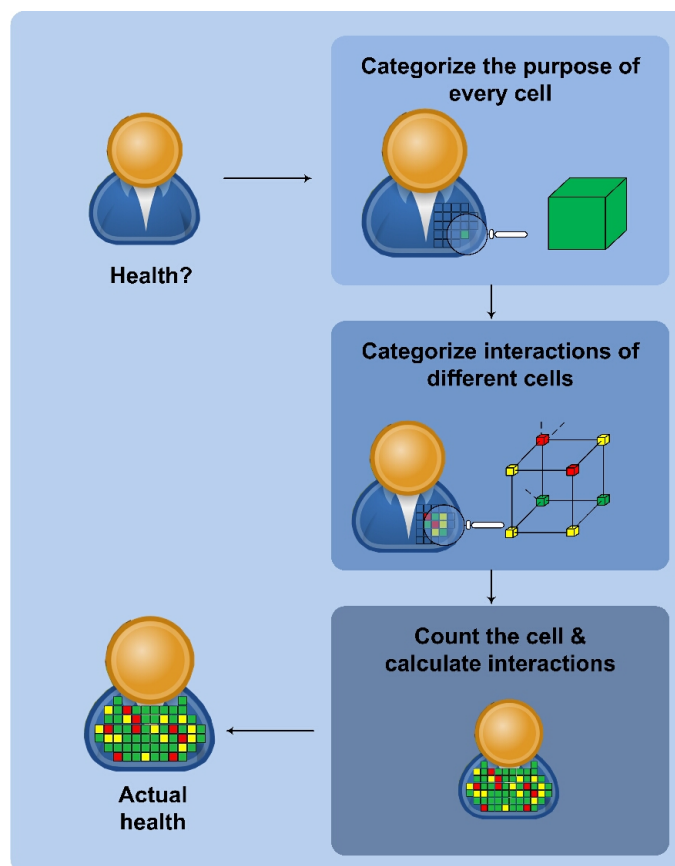 Categorize the purpose of
every cell
Health?
Categorize interactions of
different cells
Count the cell &
calculate interactions
Actual
health